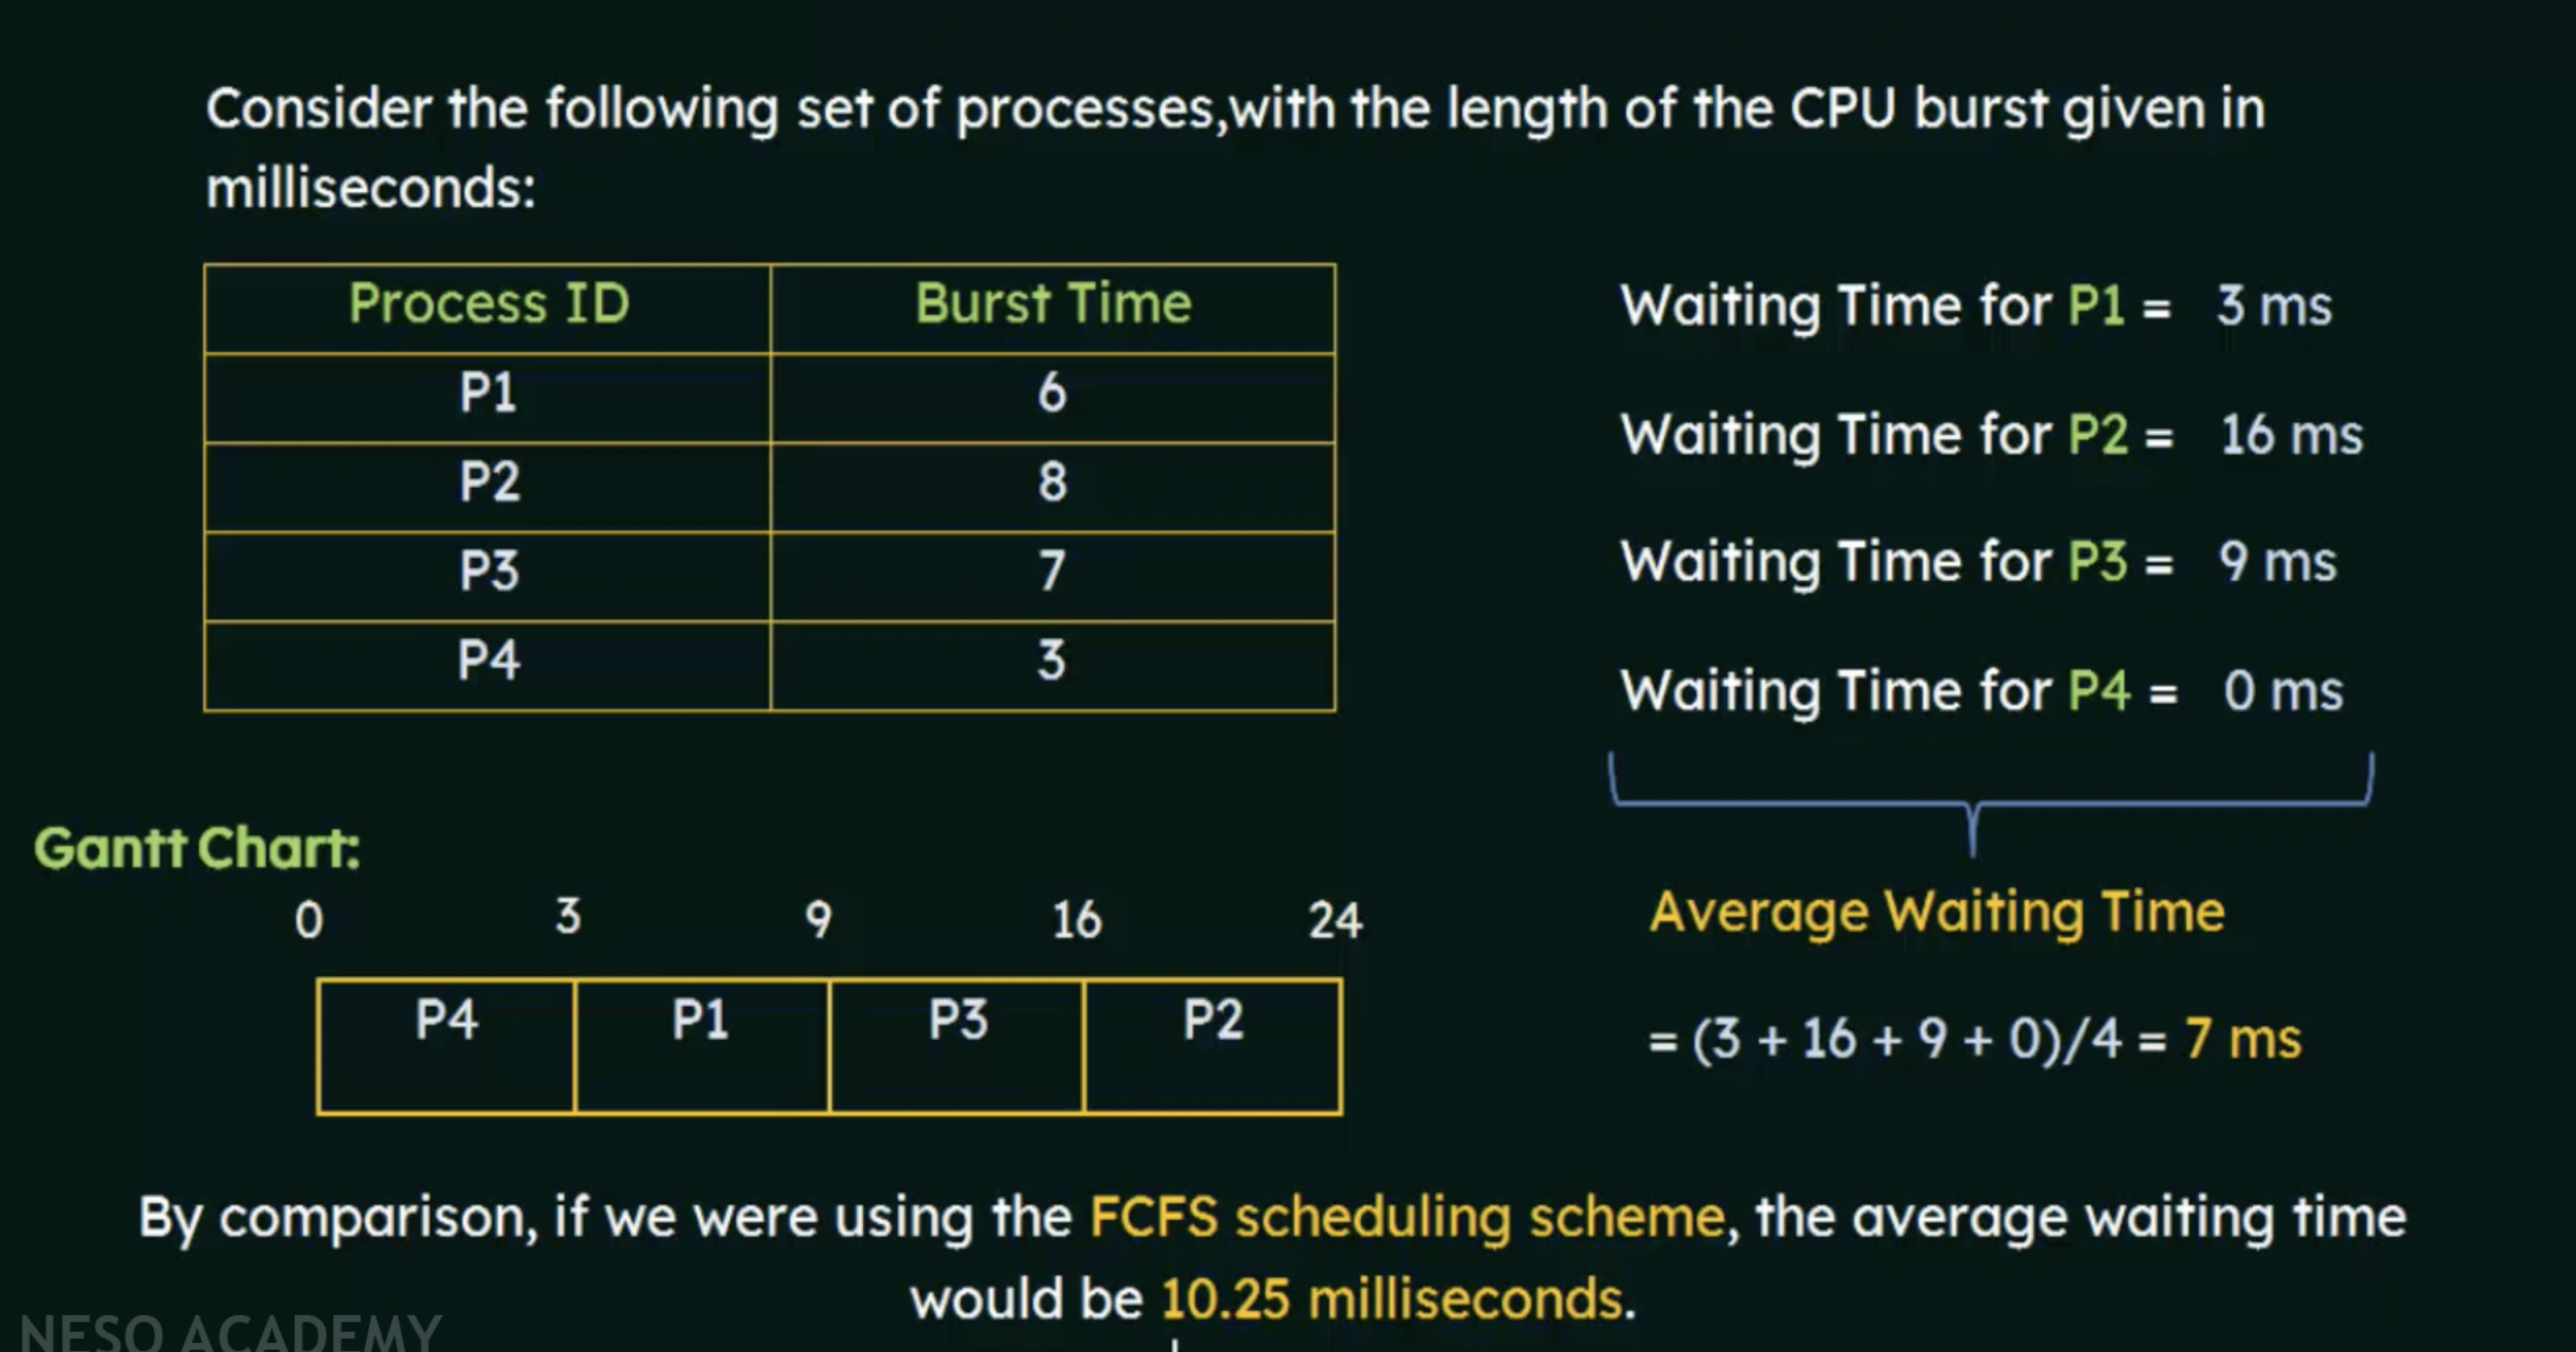 Consider the following set of processes,with the length of the CPU burst given in
milliseconds:
Process ID Burst Time
P1 6
P2 8
P3 7
P4 3
Waiting Time for P1 = 3 ms
Waiting Time for P2 = 16 ms
Waiting Time for P3 = 9 ms
Waiting Time for P4 = 0 ms
Gantt Chart:
0 3 9 16 24
P4 P1 P3 P2
Average Waiting Time
= (3 + 16 + 9 + 0)/4 = 7 ms
By comparison, if we were using the FCFS scheduling scheme, the average waiting time
would be 10.25 milliseconds.
NESO ACADEMY